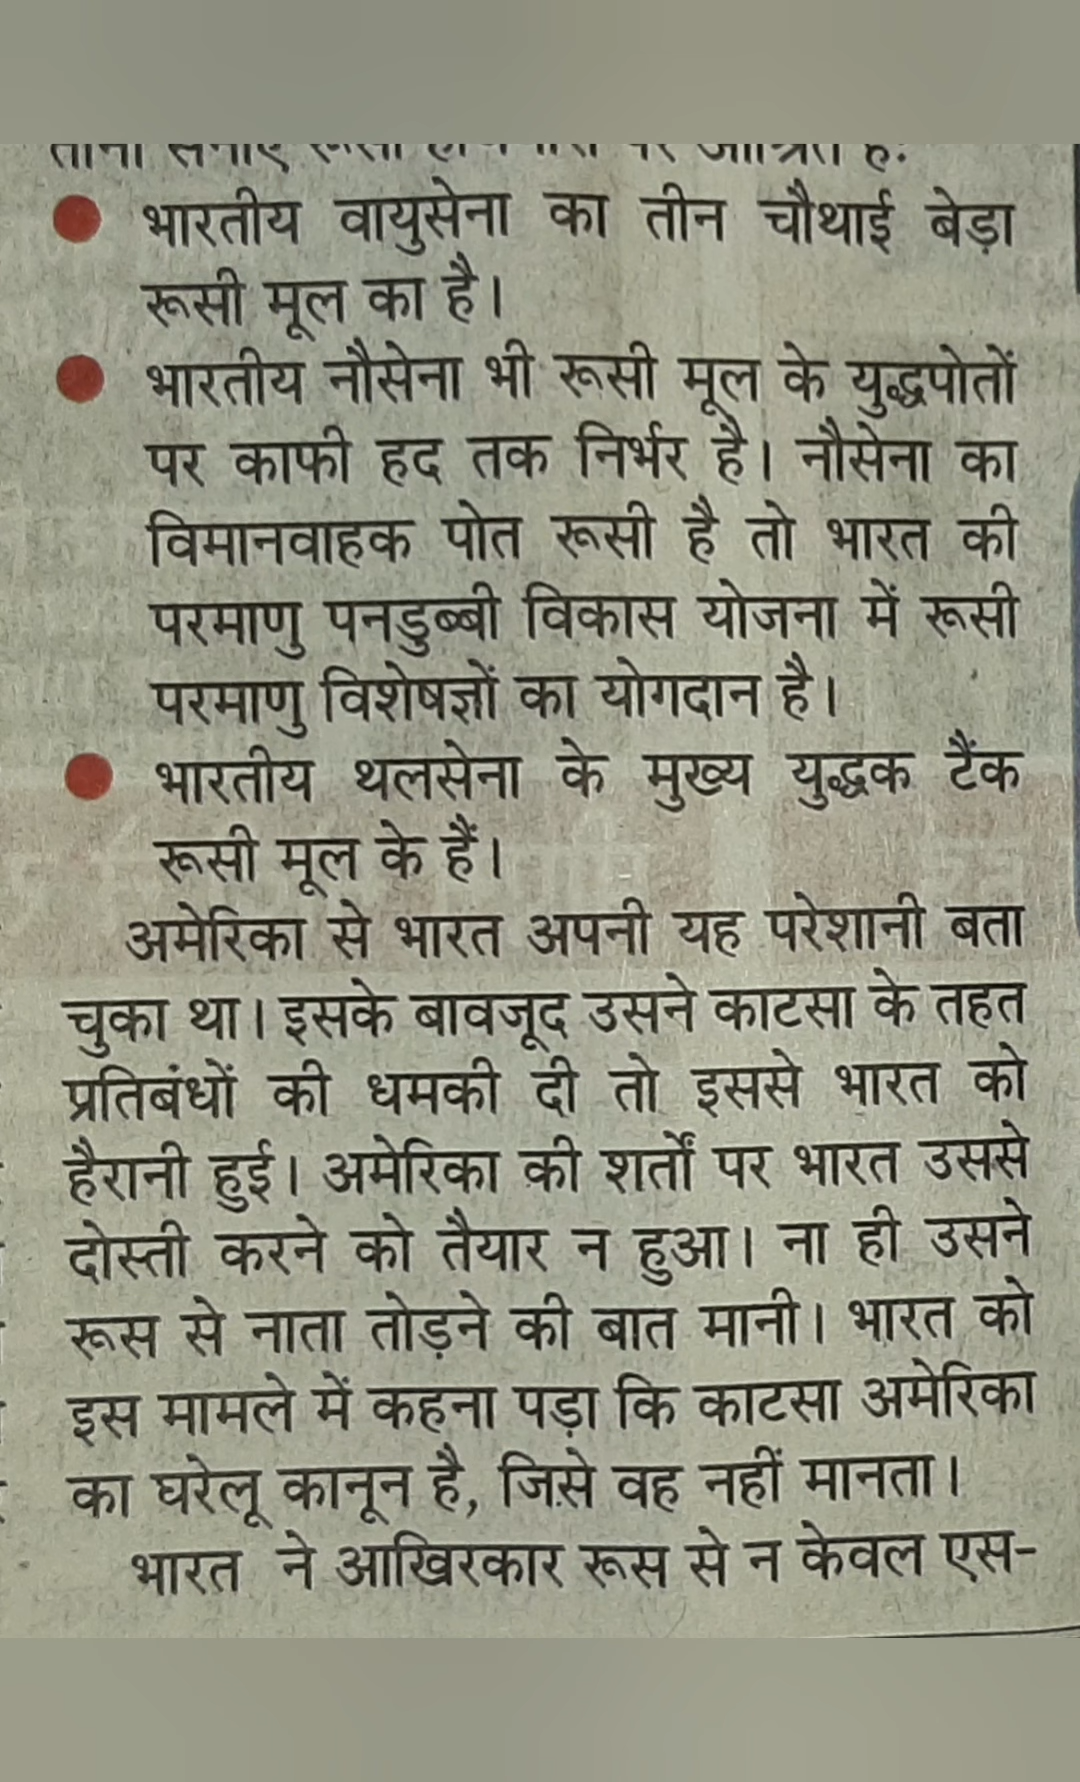 भारतीय वायुसेना का तीन चौथाई बेड़ा
रूसी मूल का है।
भारतीय नौसेना भी रूसी मूल के युद्धपोतों
पर काफी हद तक निर्भर है। नौसेना का
विमानवाहक पोत रूसी है तो भारत की
परमाणु पनडुब्बी विकास योजना में रूसी
परमाणु विशेषज्ञों का योगदान है।
भारतीय थलसेना के मुख्य युद्धक टैंक
रूसी मूल के हैं।
अमेरिका से भारत अपनी यह परेशानी बता
चुका था। इसके बावजूद उसने काटसा के तहत
प्रतिबंधों की धमकी दी तो इससे भारत को
हैरानी हुई। अमेरिका की शर्तों पर भारत उससे
दोस्ती करने को तैयार न हुआ। ना ही उसने
रूस से नाता तोड़ने की बात मानी। भारत को
इस मामले में कहना पड़ा कि काटसा अमेरिका
का घरेलू कानून है, जिसे वह नहीं मानता।
भारत ने आखिरकार रूस से न केवल एस-